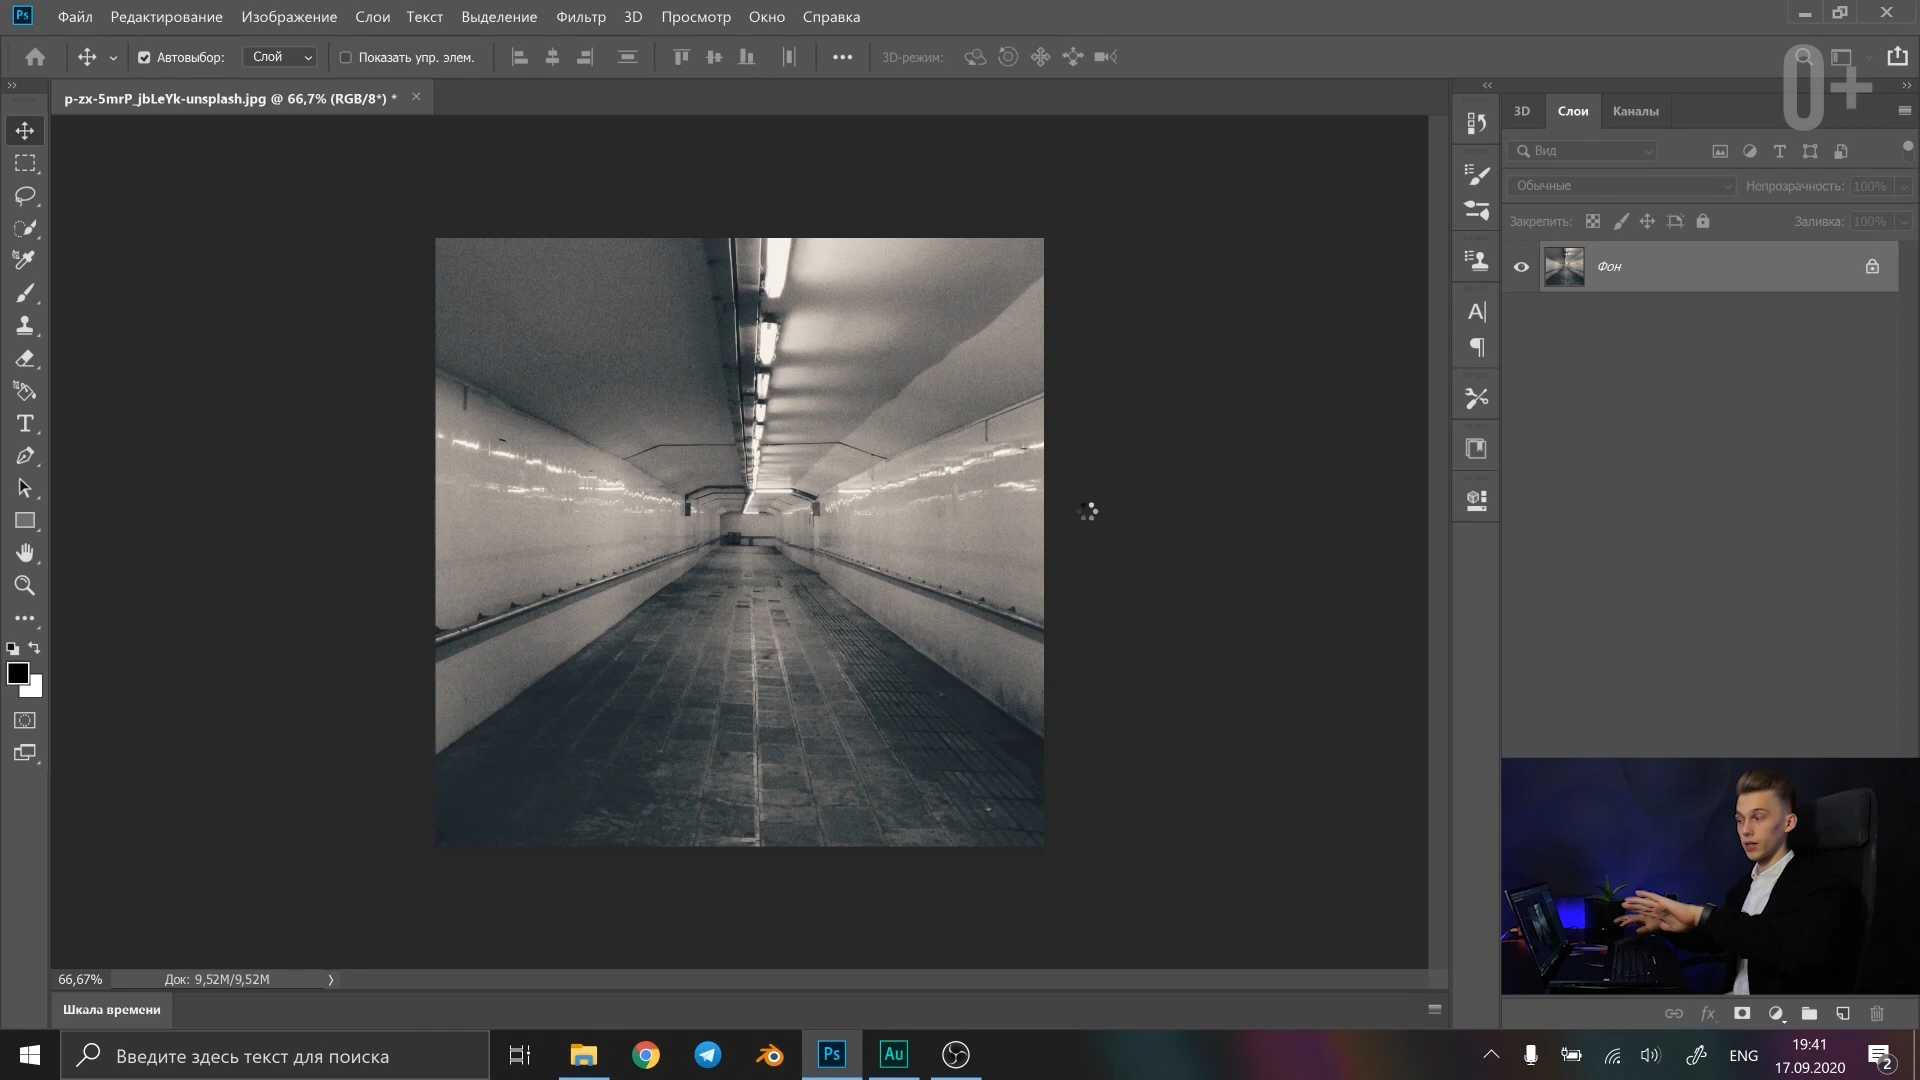 Ps Файл Редактирование Изображение Слои Текст Выделение Фильтр 3D Просмотр Окно Справка
Автовыбор: Слой Показать упр. элем. 3D-режим:
0+
p-zx-5mrP_jbLeYk-unsplash.jpg @ 66,7% (RGB/8*) *
3D Слои Каналы
Вид
Обычные Непрозрачность: 100%
Закрепить: Заливка: 100%
Фон
66,67% Док: 9,52M/9,52M
Шкала времени
Введите здесь текст для поиска
Ps Au
ENG 19:41
17.09.2020
2